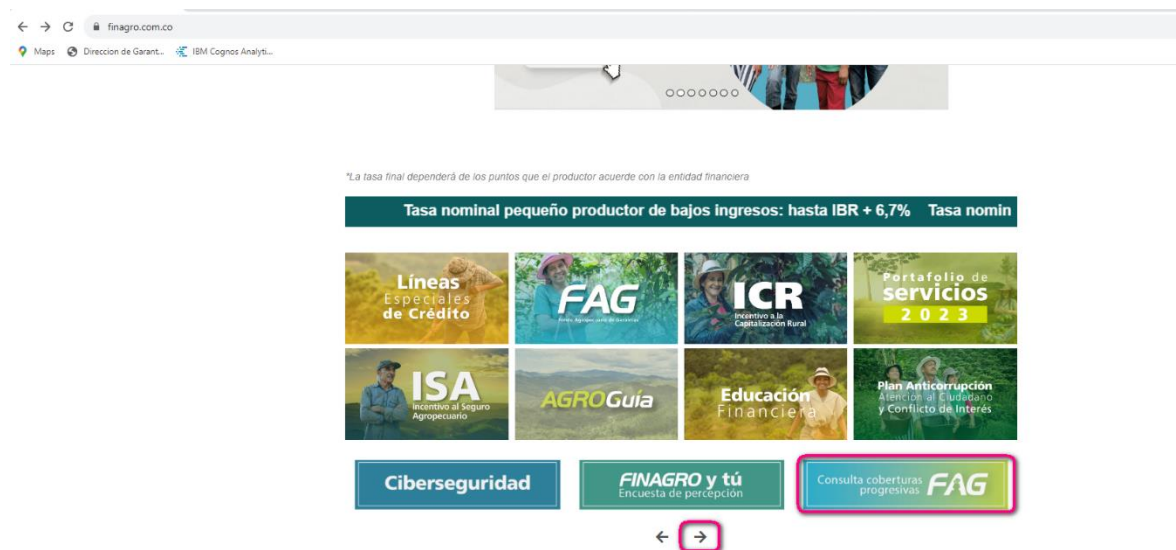 finagro.com.co
Maps Direccion de Garant... IBM Cognos Analyti...
*La tasa final dependerá de los puntos que el productor acuerde con la entidad financiera
Tasa nominal pequeño productor de bajos ingresos: hasta IBR + 6,7% Tasa nomin
Líneas
Especiales
de Crédito
FAG
Fondo Agropecuario de Garantías
ICR
Incentivo a la
Capitalización Rural
Portafolio de
servicios
2023
ISA
Incentivo al Seguro
Agropecuario
AGROGuía
Educación
Financiera
Plan Anticorrupción
Atención al Ciudadano
y Conflicto de Interés
Ciberseguridad
FINAGRO y tú
Encuesta de percepción
Consulta coberturas
progresivas FAG